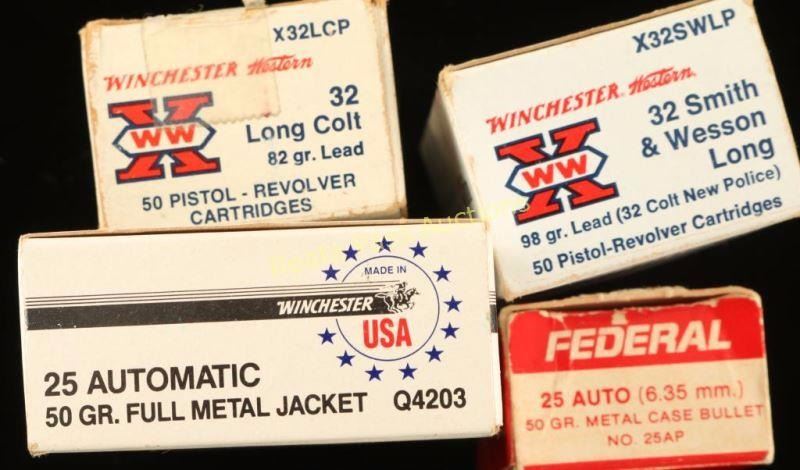 X32LCP
WINCHESTER Western
X
WW
32
Long Colt
82 gr. Lead
50 PISTOL - REVOLVER
CARTRIDGES
X32SWLP
WINCHESTER Western
X
WW
32 Smith
& Wesson
Long
98 gr. Lead (32 Colt New Police)
50 Pistol-Revolver Cartridges
MADE IN
WINCHESTER
USA
25 AUTOMATIC
50 GR. FULL METAL JACKET Q4203
FEDERAL
25 AUTO (6.35 mm.)
50 GR. METAL CASE BULLET
NO. 25AP